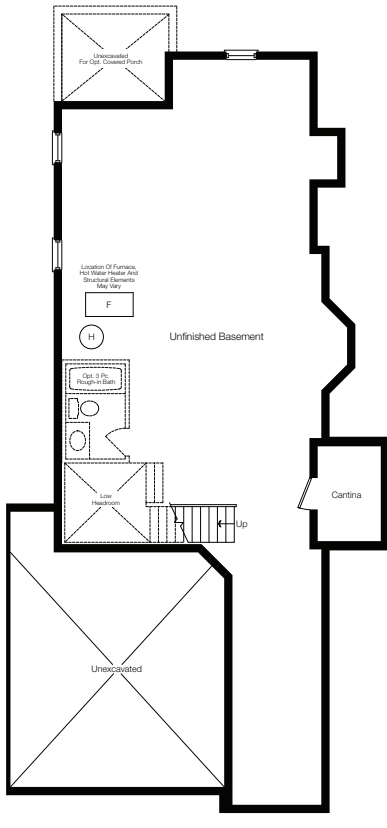 Unexcavated
For Opt. Covered Porch
Location Of Furnace,
Hot Water Heater And
Structural Elements
May Vary
F
H
Unfinished Basement
Opt. 3 Pc.
Rough-in Bath
Low
Headroom
Up
Cantina
Unexcavated